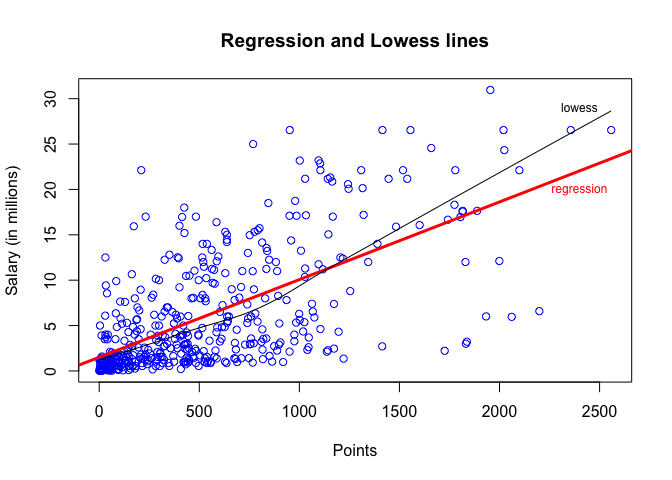 Regression and Lowess lines
Salary (in millions)
30
25
20
15
10
5
0
lowess
regression
0 500 1000 1500 2000 2500
Points